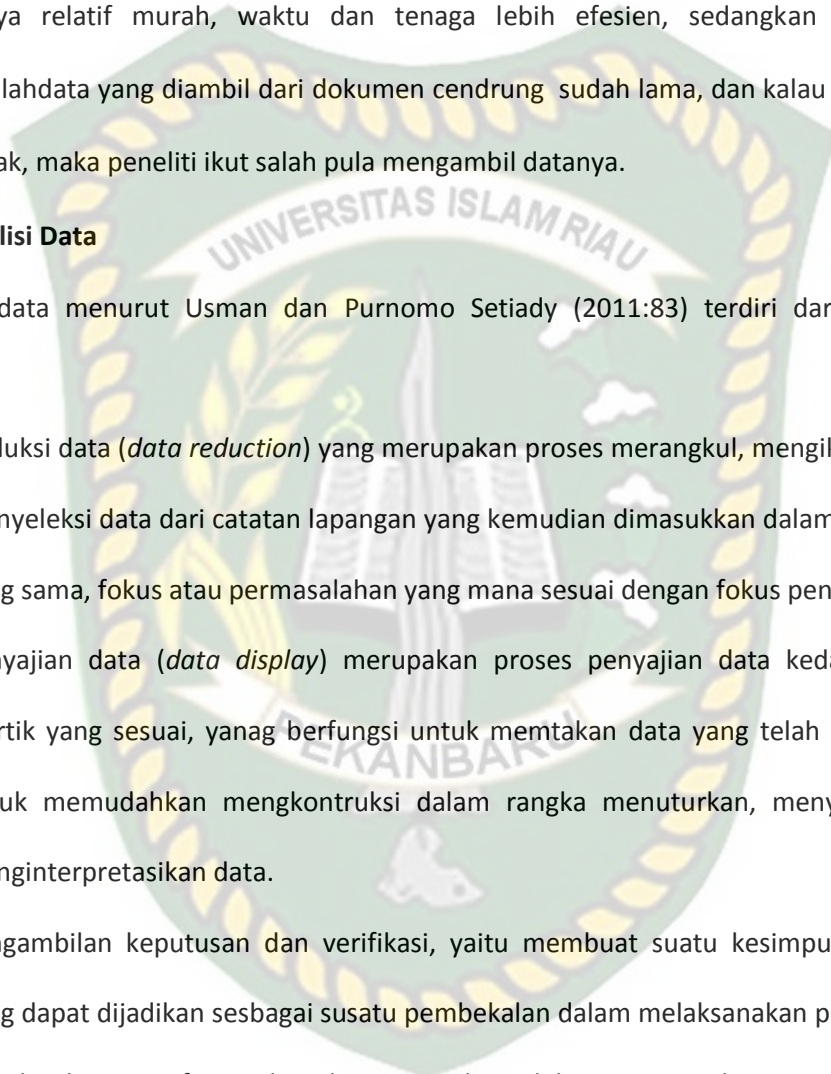 ya relatif murah, waktu dan tenaga lebih efesien, sedangkan
lahdata yang diambil dari dokumen cendrung sudah lama, dan kalau
ak, maka peneliti ikut salah pula mengambil datanya.
UNIVERSITAS ISLAM RIAU
lisi Data
data menurut Usman dan Purnomo Setiady (2011:83) terdiri dar
luksi data (data reduction) yang merupakan proses merangkul, mengik
nyeleksi data dari catatan lapangan yang kemudian dimasukkan dalam
g sama, fokus atau permasalahan yang mana sesuai dengan fokus pen
nyajian data (data display) merupakan proses penyajian data keda
rtik yang sesuai, yanag berfungsi untuk memtakan data yang telah
PEKANBARU
uk memudahkan mengkontruksi dalam rangka menuturkan, meny
nginterpretasikan data.
ngambilan keputusan dan verifikasi, yaitu membuat suatu kesimpu
g dapat dijadikan sesbagai susatu pembekalan dalam melaksanakan p